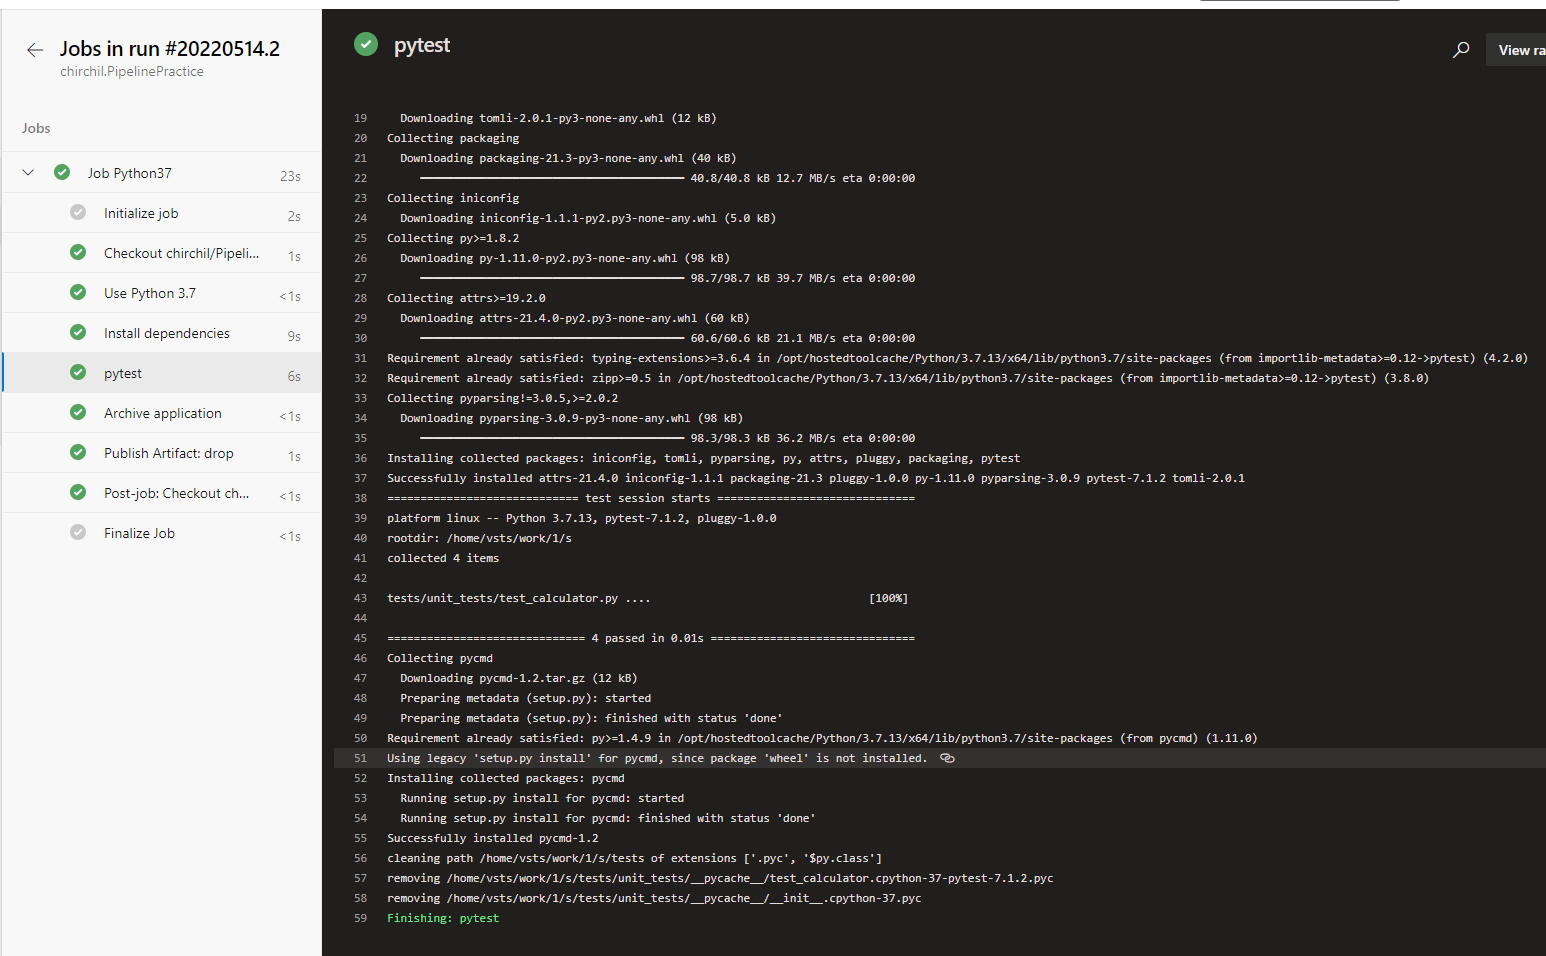 Jobs in run #20220514.2
chirchil.PipelinePractice
Jobs
Job Python37 23s
Initialize job 2s
Checkout chirchil/Pipeli... 1s
Use Python 3.7 <1s
Install dependencies 9s
pytest 6s
Archive application <1s
Publish Artifact: drop 1s
Post-job: Checkout ch... <1s
Finalize Job <1s
pytest
View ra
19 Downloading tomli-2.0.1-py3-none-any.whl (12 kB)
20 Collecting packaging
21 Downloading packaging-21.3-py3-none-any.whl (40 kB)
22 ━━━━━━━━━━━━━━━━━━━━━━━━━━━━━━━━━━━━━━━━ 40.8/40.8 kB 12.7 MB/s eta 0:00:00
23 Collecting iniconfig
24 Downloading iniconfig-1.1.1-py2.py3-none-any.whl (5.0 kB)
25 Collecting py>=1.8.2
26 Downloading py-1.11.0-py2.py3-none-any.whl (98 kB)
27 ━━━━━━━━━━━━━━━━━━━━━━━━━━━━━━━━━━━━━━━━ 98.7/98.7 kB 39.7 MB/s eta 0:00:00
28 Collecting attrs>=19.2.0
29 Downloading attrs-21.4.0-py2.py3-none-any.whl (60 kB)
30 ━━━━━━━━━━━━━━━━━━━━━━━━━━━━━━━━━━━━━━━━ 60.6/60.6 kB 21.1 MB/s eta 0:00:00
31 Requirement already satisfied: typing-extensions>=3.6.4 in /opt/hostedtoolcache/Python/3.7.13/x64/lib/python3.7/site-packages (from importlib-metadata>=0.12->pytest) (4.2.0)
32 Requirement already satisfied: zipp>=0.5 in /opt/hostedtoolcache/Python/3.7.13/x64/lib/python3.7/site-packages (from importlib-metadata>=0.12->pytest) (3.8.0)
33 Collecting pyparsing!=3.0.5,>=2.0.2
34 Downloading pyparsing-3.0.9-py3-none-any.whl (98 kB)
35 ━━━━━━━━━━━━━━━━━━━━━━━━━━━━━━━━━━━━━━━━ 98.3/98.3 kB 36.2 MB/s eta 0:00:00
36 Installing collected packages: iniconfig, tomli, pyparsing, py, attrs, pluggy, packaging, pytest
37 Successfully installed attrs-21.4.0 iniconfig-1.1.1 packaging-21.3 pluggy-1.0.0 py-1.11.0 pyparsing-3.0.9 pytest-7.1.2 tomli-2.0.1
38 ============================= test session starts ==============================
39 platform linux -- Python 3.7.13, pytest-7.1.2, pluggy-1.0.0
40 rootdir: /home/vsts/work/1/s
41 collected 4 items
42
43 tests/unit_tests/test_calculator.py .... [100%]
44
45 ============================== 4 passed in 0.01s ===============================
46 Collecting pycmd
47 Downloading pycmd-1.2.tar.gz (12 kB)
48 Preparing metadata (setup.py): started
49 Preparing metadata (setup.py): finished with status 'done'
50 Requirement already satisfied: py>=1.4.9 in /opt/hostedtoolcache/Python/3.7.13/x64/lib/python3.7/site-packages (from pycmd) (1.11.0)
51 Using legacy 'setup.py install' for pycmd, since package 'wheel' is not installed.
52 Installing collected packages: pycmd
53 Running setup.py install for pycmd: started
54 Running setup.py install for pycmd: finished with status 'done'
55 Successfully installed pycmd-1.2
56 cleaning path /home/vsts/work/1/s/tests of extensions ['.pyc', '$py.class']
57 removing /home/vsts/work/1/s/tests/unit_tests/__pycache__/test_calculator.cpython-37-pytest-7.1.2.pyc
58 removing /home/vsts/work/1/s/tests/unit_tests/__pycache__/__init__.cpython-37.pyc
59 Finishing: pytest